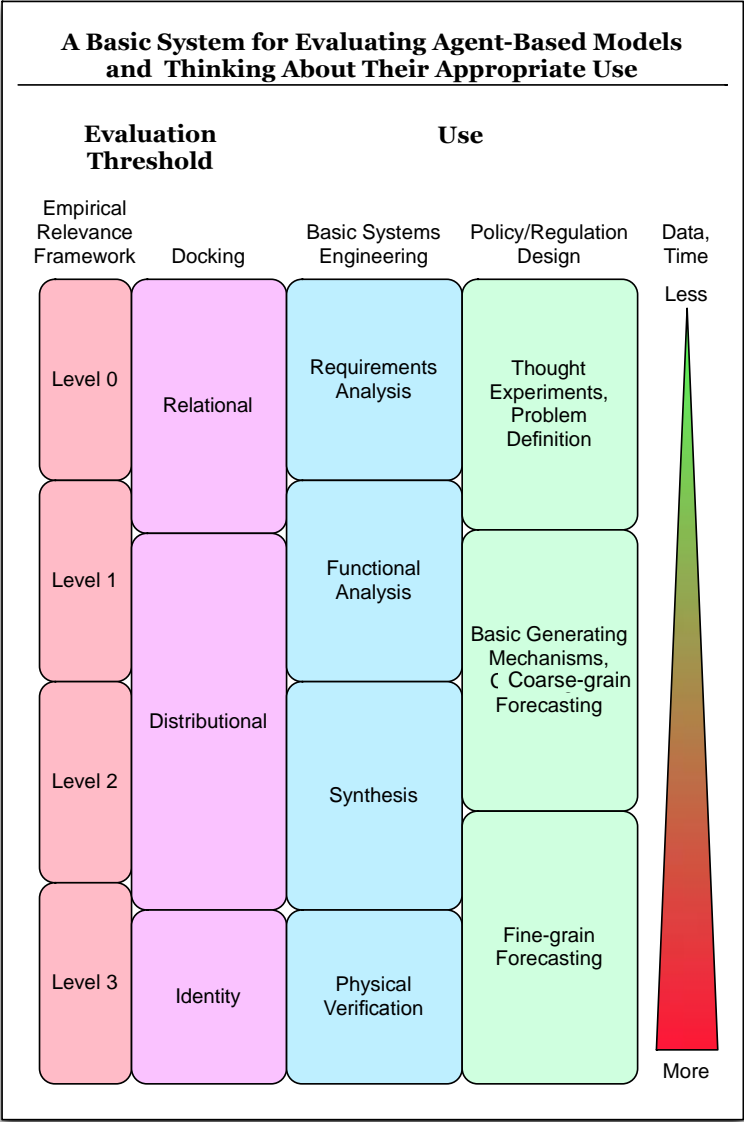 A Basic System for Evaluating Agent-Based Models
and Thinking About Their Appropriate Use
Evaluation
Threshold
Use
Empirical
Relevance
Framework
Docking
Basic Systems
Engineering
Policy/Regulation
Design
Data,
Time
Less
Level 0
Level 1
Level 2
Level 3
Relational
Distributional
Identity
Requirements
Analysis
Functional
Analysis
Synthesis
Physical
Verification
Thought
Experiments,
Problem
Definition
Basic Generating
Mechanisms,
Coarse-grain
Forecasting
Fine-grain
Forecasting
More